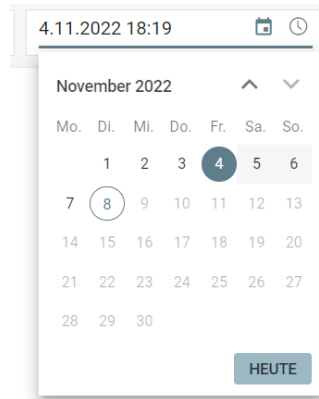 4.11.2022 18:19
November 2022
Mo. Di. Mi. Do. Fr. Sa. So.
1 2 3 4 5 6
7 8 9 10 11 12 13
14 15 16 17 18 19 20
21 22 23 24 25 26 27
28 29 30
HEUTE